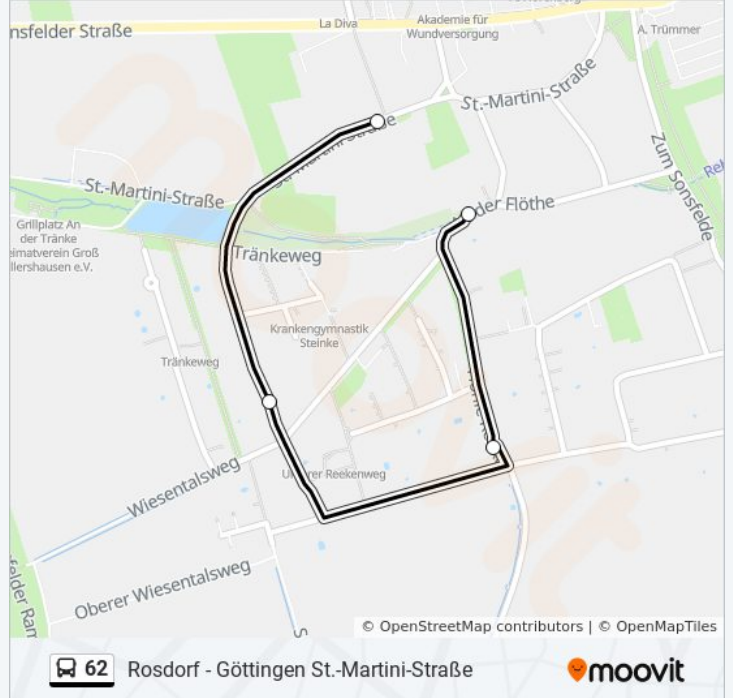 nsfelder Straße
La Diva
Akademie für
Wundversorgung
A. Trümmer
St.-Martini-Straße
Zum Sonsfelde
St.-Martini-Straße
der Flöthe
Grillplatz An
der Tränke
eimatverein Groß
llershausen e.V.
Tränkeweg
Krankengymnastik
Steinke
Tränkeweg
Reekenweg
Wiesentalsweg
Oberer Wiesentalsweg
sfelder Ram
S
© OpenStreetMap contributors | © OpenMapTiles
62 Rosdorf - Göttingen St.-Martini-Straße
moovit